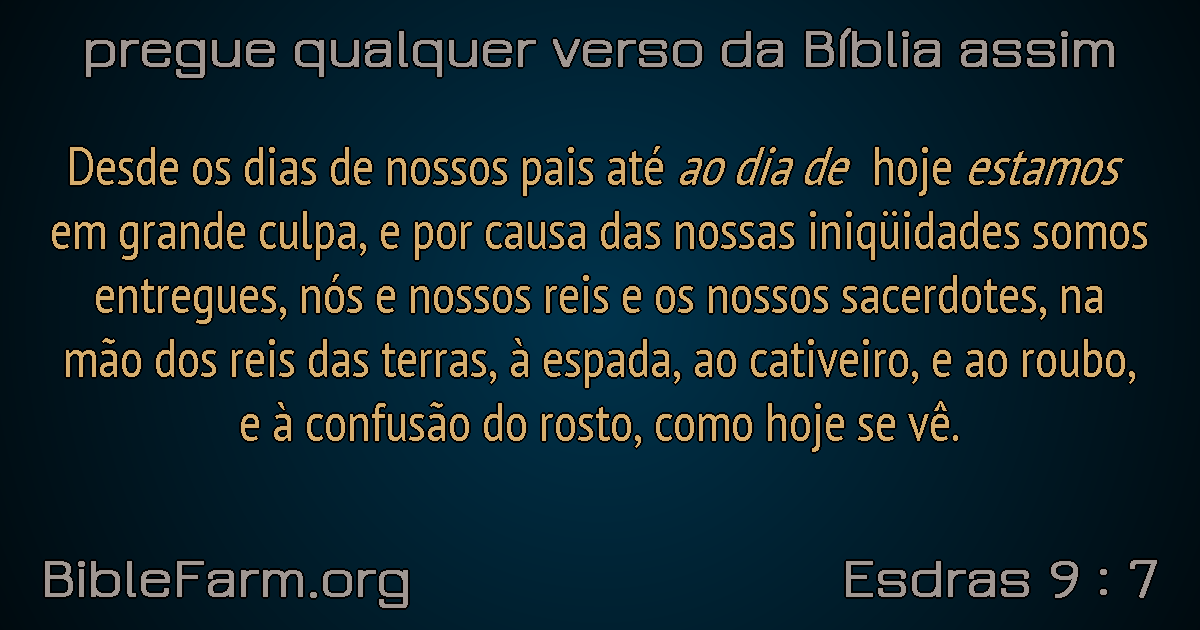 pregue qualquer verso da Bíblia assim
Desde os dias de nossos pais até ao dia de hoje estamos
em grande culpa, e por causa das nossas iniqüidades somos
entregues, nós e nossos reis e os nossos sacerdotes, na
mão dos reis das terras, à espada, ao cativeiro, e ao roubo,
e à confusão do rosto, como hoje se vê.
BibleFarm.org
Esdras 9 : 7